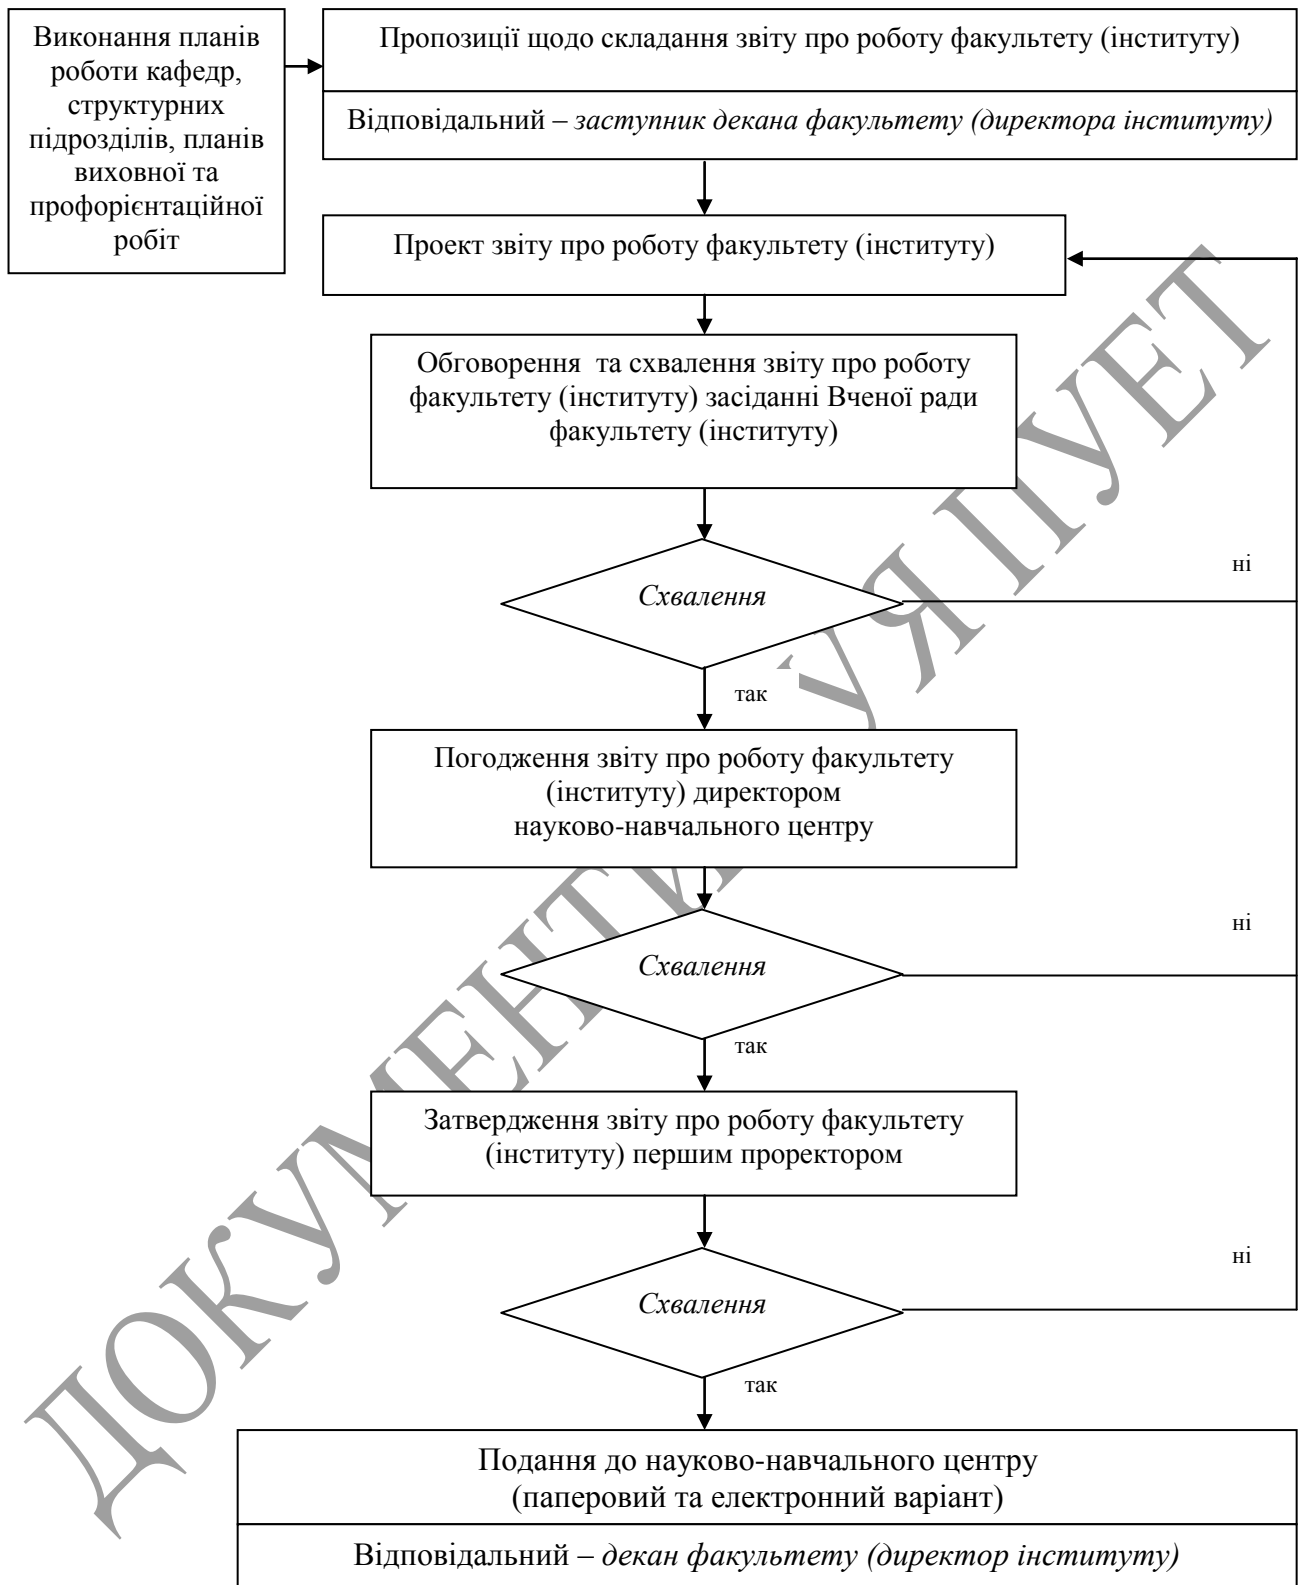 Виконання планів
роботи кафедр,
структурних
підрозділів, планів
виховної та
профорієнтаційної
робіт
Пропозиції щодо складання звіту про роботу факультету (інституту)
Відповідальний – заступник декана факультету (директора інституту)
Проект звіту про роботу факультету (інституту)
Обговорення та схвалення звіту про роботу
факультету (інституту) засіданні Вченої ради
факультету (інституту)
Схвалення
ні
так
Погодження звіту про роботу факультету
(інституту) директором
науково-навчального центру
Схвалення
ні
так
Затвердження звіту про роботу факультету
(інституту) першим проректором
Схвалення
ні
так
Подання до науково-навчального центру
(паперовий та електронний варіант)
Відповідальний – декан факультету (директор інституту)
ПУЕТ